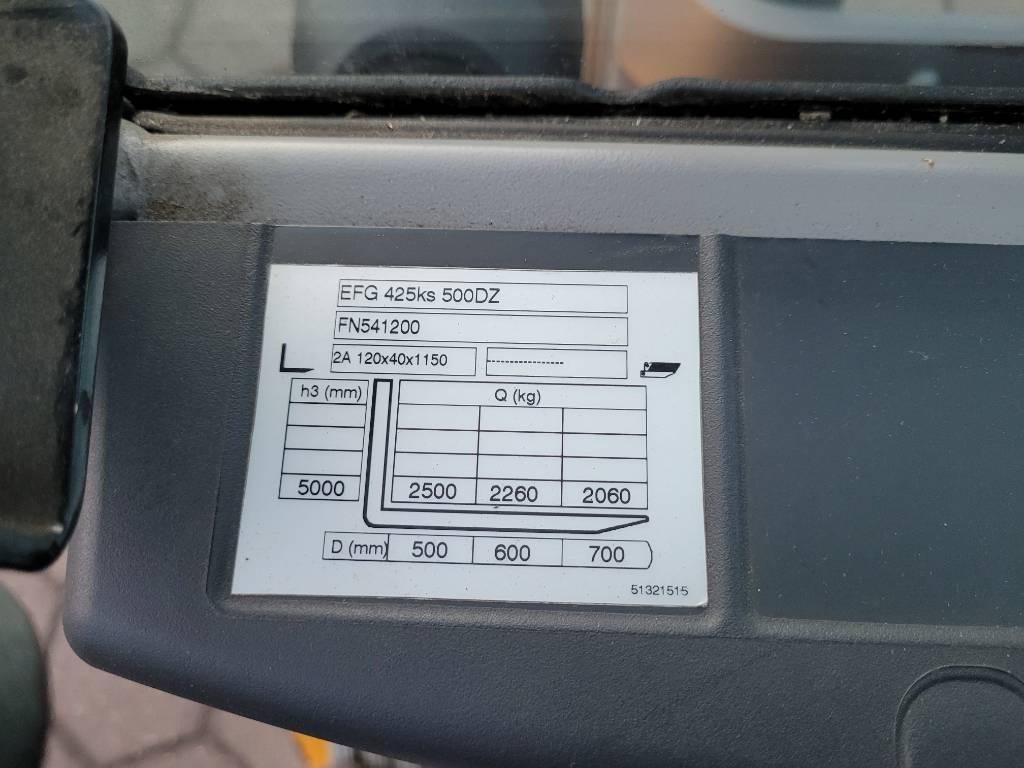 EFG 425ks 500DZ
FN541200
2A 120x40x1150 --------------
h3 (mm) Q (kg)
5000 2500 2260 2060
D (mm) 500 600 700
51321515